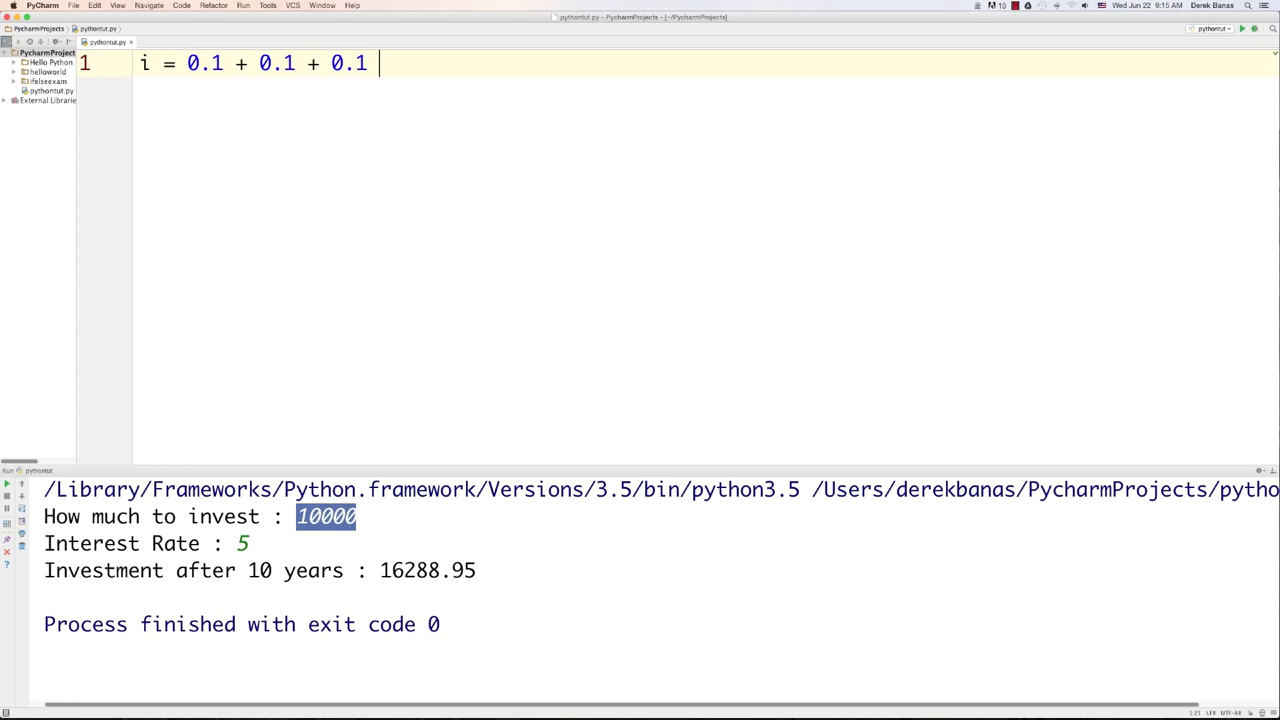 PyCharm File Edit View Navigate Code Refactor Run Tools VCS Window Help 10 Wed Jun 22 9:15 AM Derek Banas
pythontut.py - PycharmProjects - [~/PycharmProjects]
PycharmProjects pythontut.py pythontut
pythontut.py ×
PycharmProject
Hello Python
helloworld
ifelseexam
pythontut.py
External Librarie
1 i = 0.1 + 0.1 + 0.1
Run pythontut
/Library/Frameworks/Python.framework/Versions/3.5/bin/python3.5 /Users/derekbanas/PycharmProjects/pytho
How much to invest : 10000
Interest Rate : 5
Investment after 10 years : 16288.95
Process finished with exit code 0
1:21 LF÷ UTF-8÷